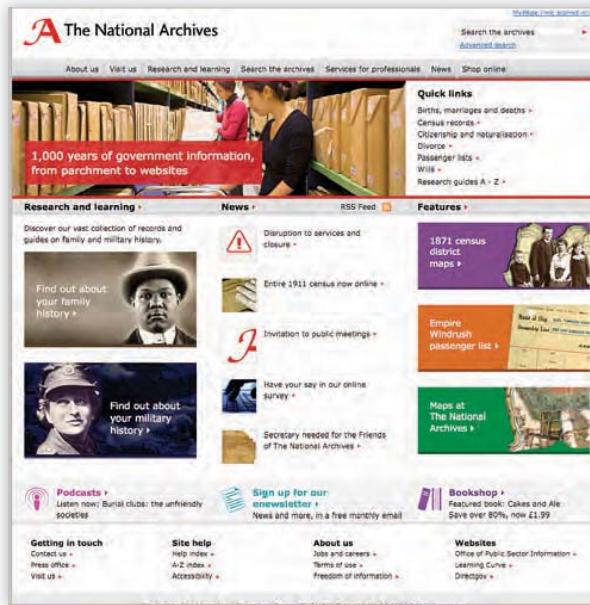 The National Archives
Search the archives
Advanced search
About us Visit us Research and learning Search the archives Services for professionals News Shop online
1,000 years of government information,
from parchment to websites
Quick links
Births, marriages and deaths
Census records
Citizenship and naturalisation
Divorce
Passenger lists
Wills
Research guides A - Z
Research and learning
Discover our vast collection of records and
guides on family and military history.
Find out about
your family
history
Find out about
your military
history
News RSS Feed
Disruption to services and
closure
Entire 1911 census now online
Invitation to public meetings
Have your say in our online
survey
Secretary needed for the Friends
of The National Archives
Features
1871 census
district
maps
Empire
Windrush
passenger list
Maps at
The National
Archives
Podcasts
Listen now: Burial clubs: the unfriendly
societies
Sign up for our
enewsletter
News and more, in a free monthly email
Bookshop
Featured book: Cakes and Ale
Save over 80%, now £1.99
Getting in touch
Contact us
Press office
Visit us
Site help
Help index
A-Z index
Accessibility
About us
Jobs and careers
Terms of use
Freedom of information
Websites
Office of Public Sector Information
Learning Curve
Directgov